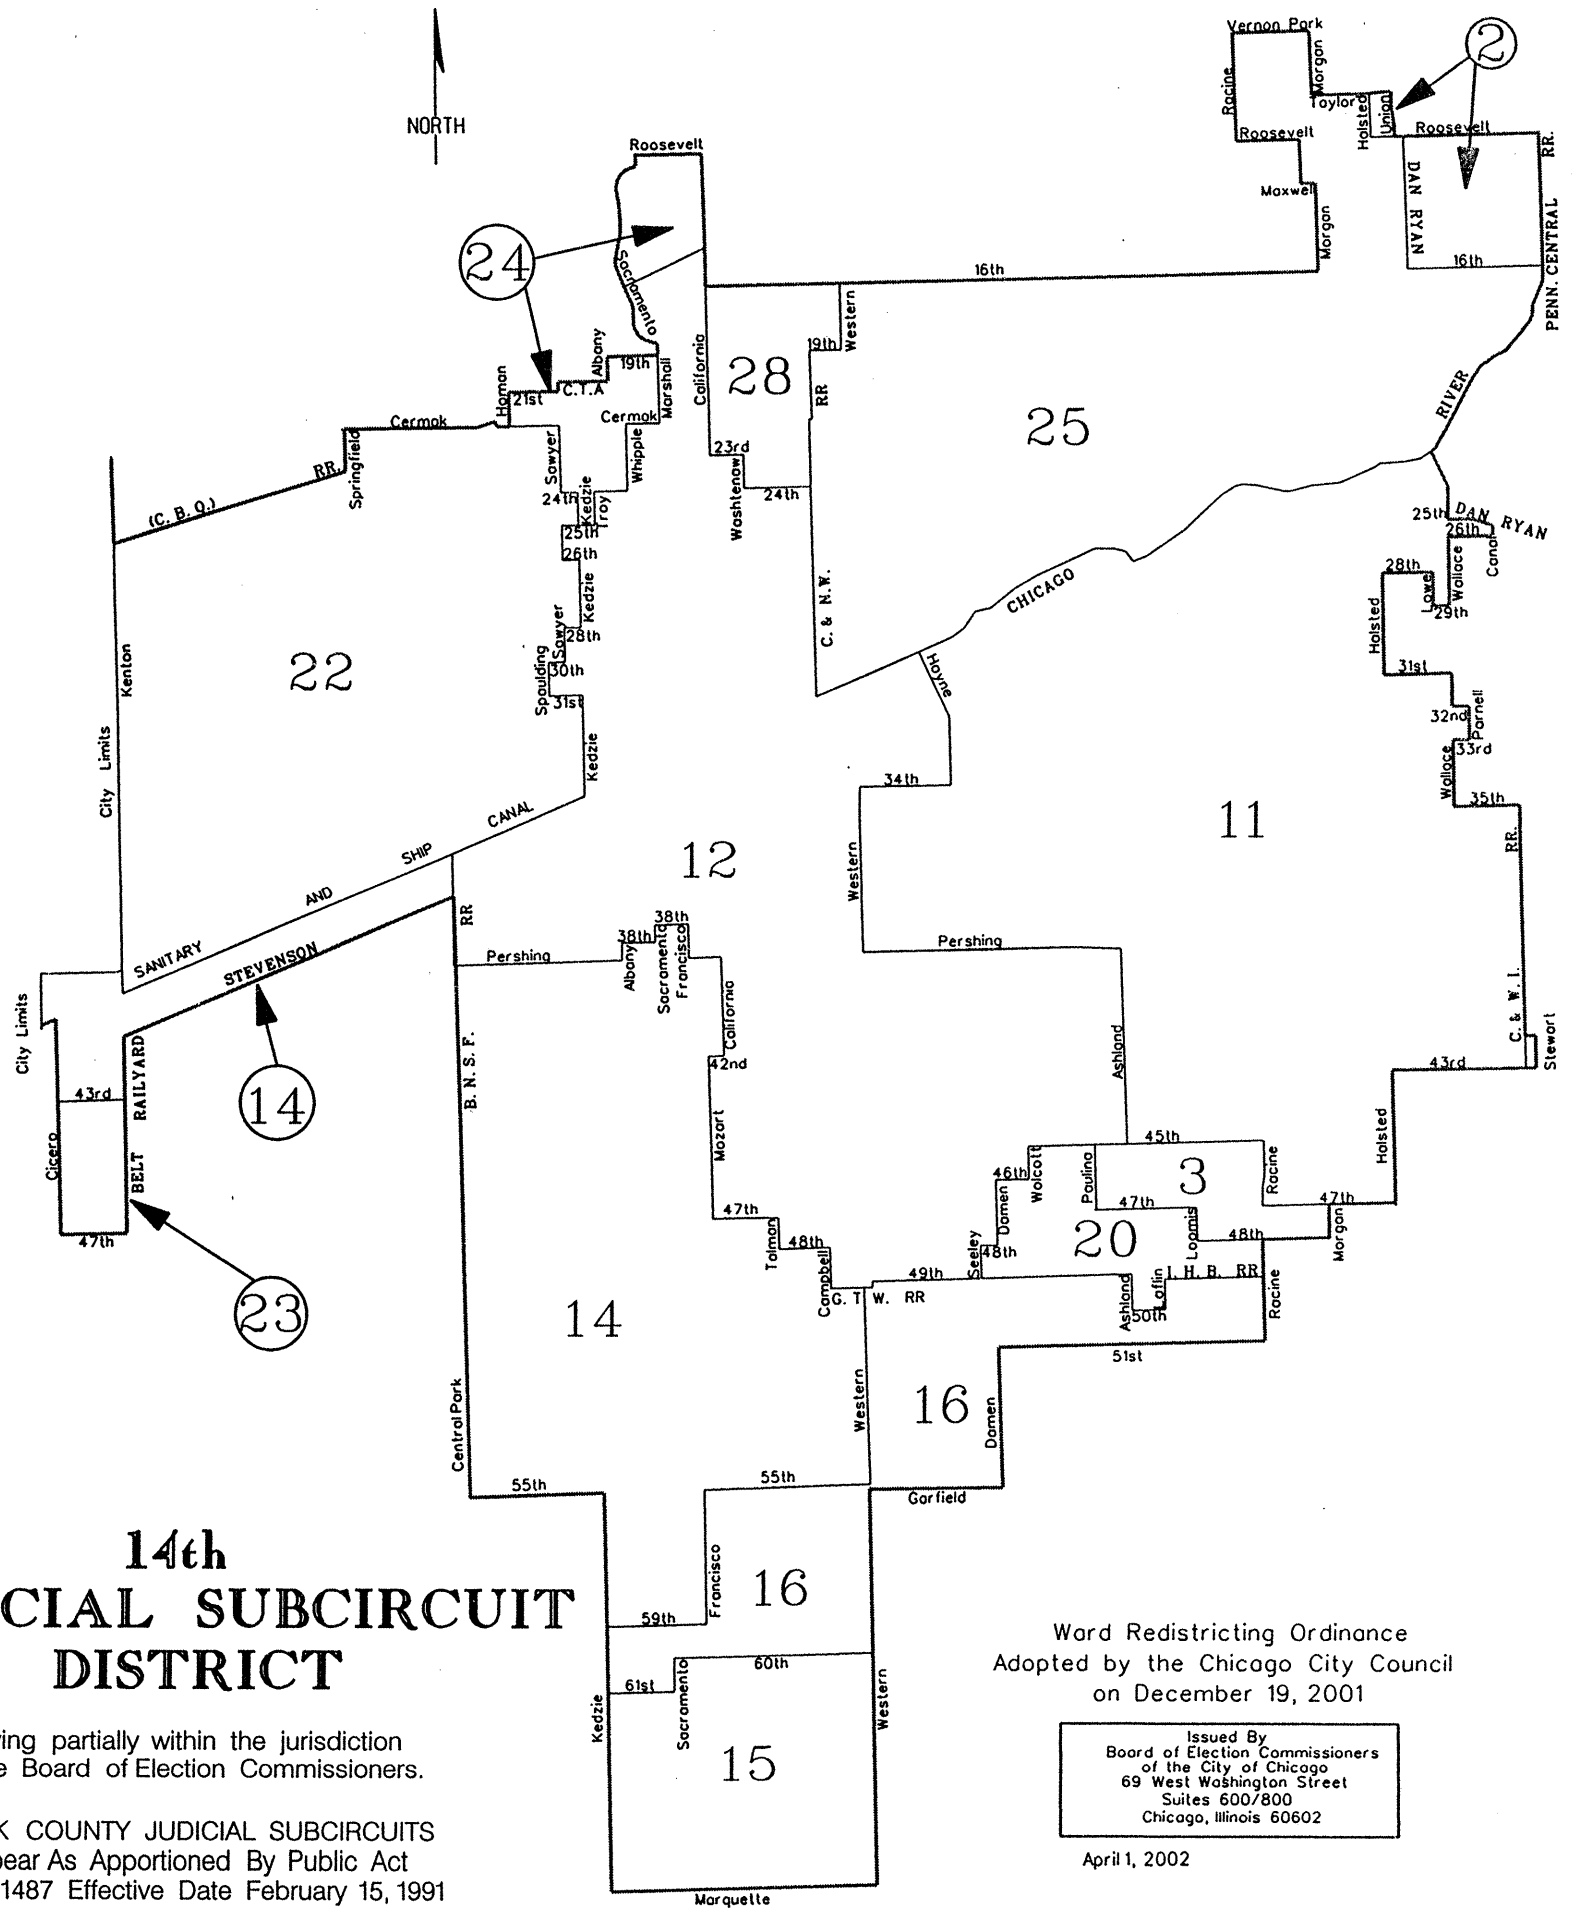 Vernon Park
2
Racine
Morgan
Taylor
Halsted
Union
Roosevelt
Roosevelt
RR.
NORTH
Roosevelt
Maxwell
Morgan
DAN RYAN
16th
PENN. CENTRAL
24
Sacramento
16th
Western
California
28
19th
RR
Albany
19th
Marshall
C.T.A
21st
Homan
Cermak
Cermak
Springfield
RR.
(C. B. Q.)
Sawyer
Whipple
25
RIVER
23rd
Washtenaw
24th
24th
Kedzie
Troy
25th
26th
Kedzie
25th
DAN RYAN
26th
Canal
Wallace
28th
Lowe
29th
Halsted
31st
CHICAGO
C. & N.W.
Sawyer
28th
30th
Spaulding
31st
Kedzie
22
Kenton
City Limits
Hoyne
32nd
Parnell
33rd
Wallace
35th
34th
Western
11
12
SANITARY AND SHIP CANAL
STEVENSON
RR
Pershing
Albany
38th
38th
Sacramento
Francisco
California
42nd
Pershing
RR.
C. & W. I.
Stewart
City Limits
43rd
Cicero
RAILYARD
BELT
47th
14
23
B. N. S. F.
Mozart
47th
Talman
48th
Campbell
G. T W. RR
49th
Ashland
43rd
Halsted
45th
Wolcott
46th
Damen
Seeley
48th
Paulina
3
Racine
47th
47th
Loomis
48th
Morgan
20
Ashland
Laflin
50th
I. H. B. RR
Racine
51st
14
Central Park
Western
16
Damen
55th
55th
Garfield
Francisco
16
59th
60th
61st
Sacramento
Kedzie
Western
15
Marquette
14th
CIAL SUBCIRCUIT
DISTRICT
ing partially within the jurisdiction
e Board of Election Commissioners.
K COUNTY JUDICIAL SUBCIRCUITS
pear As Apportioned By Public Act
1487 Effective Date February 15, 1991
Ward Redistricting Ordinance
Adopted by the Chicago City Council
on December 19, 2001
Issued By
Board of Election Commissioners
of the City of Chicago
69 West Washington Street
Suites 600/800
Chicago, Illinois 60602
April 1, 2002